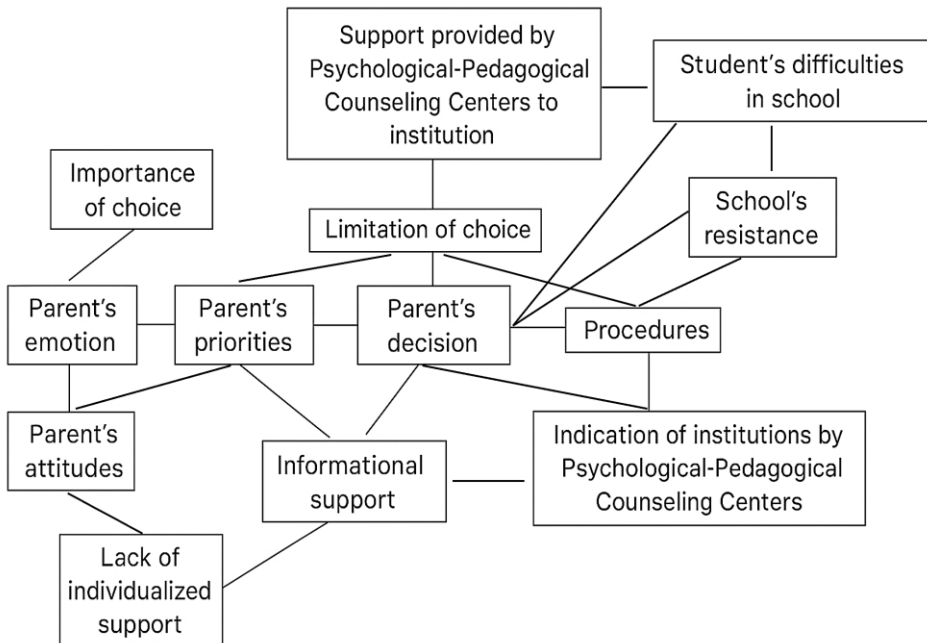 Support provided by
Psychological-Pedagogical
Counseling Centers to
institution
Student’s difficulties
in school
Importance
of choice
School’s
resistance
Limitation of choice
Parent’s
emotion
Parent’s
priorities
Parent’s
decision
Procedures
Parent’s
attitudes
Informational
support
Indication of institutions by
Psychological-Pedagogical
Counseling Centers
Lack of
individualized
support